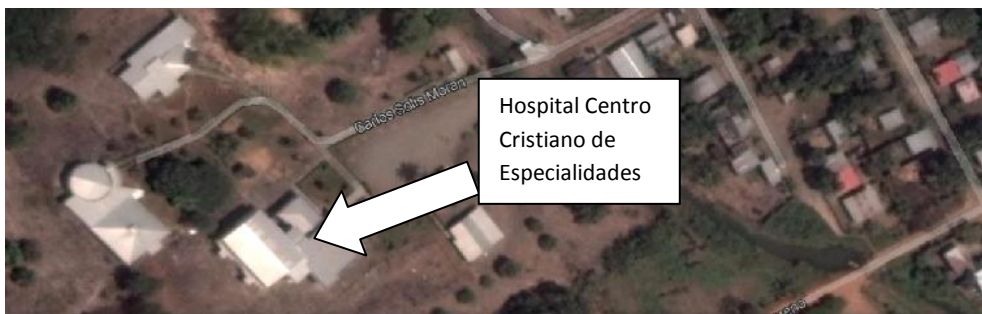 Carlos Solis Moran
Hospital Centro
Cristiano de
Especialidades